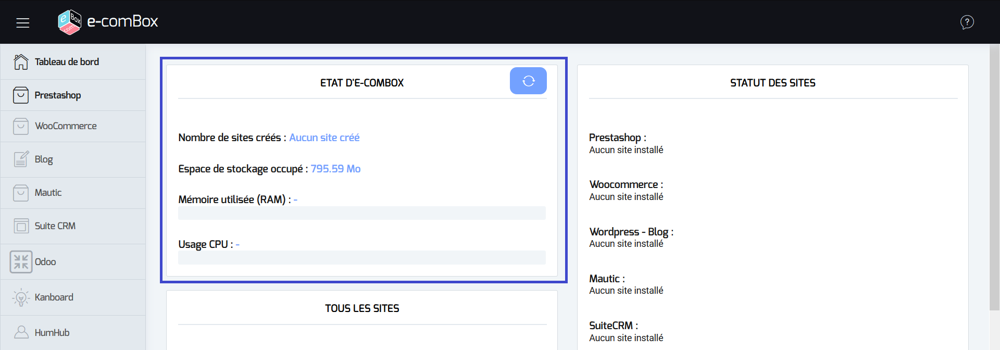 e Box com e-comBox
?
Tableau de bord
Prestashop
WooCommerce
Blog
Mautic
Suite CRM
Odoo
Kanboard
HumHub
ETAT D'E-COMBOX
Nombre de sites créés : Aucun site créé
Espace de stockage occupé : 795.59 Mo
Mémoire utilisée (RAM) : -
Usage CPU : -
TOUS LES SITES
STATUT DES SITES
Prestashop :
Aucun site installé
Woocommerce :
Aucun site installé
Wordpress - Blog :
Aucun site installé
Mautic :
Aucun site installé
SuiteCRM :
Aucun site installé